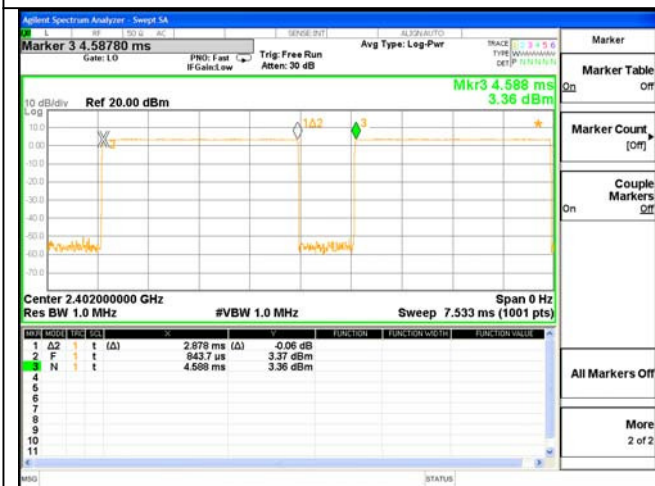 Agilent Spectrum Analyzer - Swept SA
L RF 50 Ω AC SENSE:INT ALIGNAUTO
Marker 3 4.58780 ms
Gate: LO
PNO: Fast
IFGain:Low
Trig: Free Run
Atten: 30 dB
Avg Type: Log-Pwr
TRACE 1 2 3 4 5 6
TYPE
DET P N N N N N
Mkr3 4.588 ms
3.36 dBm
10 dB/div Ref 20.00 dBm
Log
10.0
0.00
-10.0
-20.0
-30.0
-40.0
-50.0
-60.0
-70.0
1Δ2
3
Center 2.402000000 GHz Span 0 Hz
Res BW 1.0 MHz #VBW 1.0 MHz Sweep 7.533 ms (1001 pts)
MKR MODE TRC SCL X Y FUNCTION FUNCTION WIDTH FUNCTION VALUE
1 Δ2 1 t (Δ) 2.878 ms (Δ) -0.06 dB
2 F 1 t 843.7 us 3.37 dBm
3 N 1 t 4.588 ms 3.36 dBm
4
5
6
7
8
9
10
11
MSG STATUS
Marker
Marker Table
On Off
Marker Count
[Off]
Couple
Markers
On Off
All Markers Off
More
2 of 2